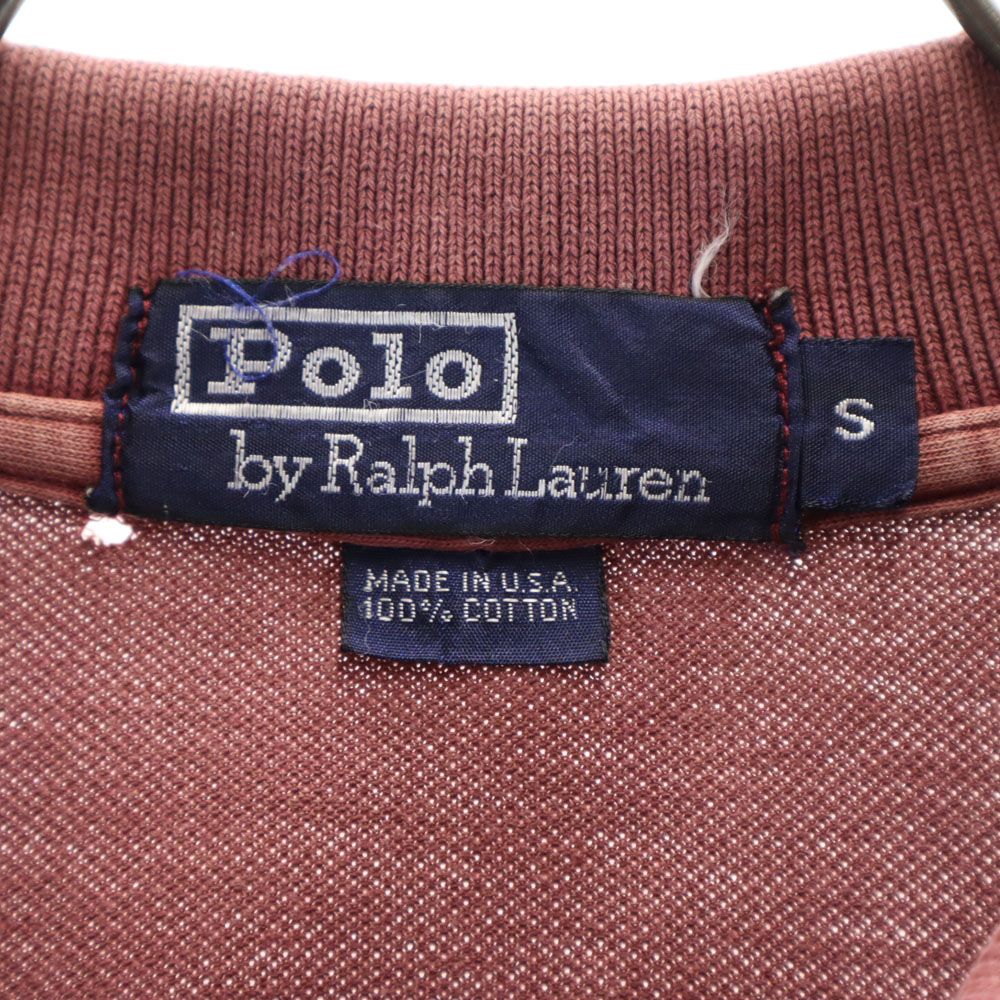 Polo
by Ralph Lauren
S
MADE IN U.S.A.
100% COTTON